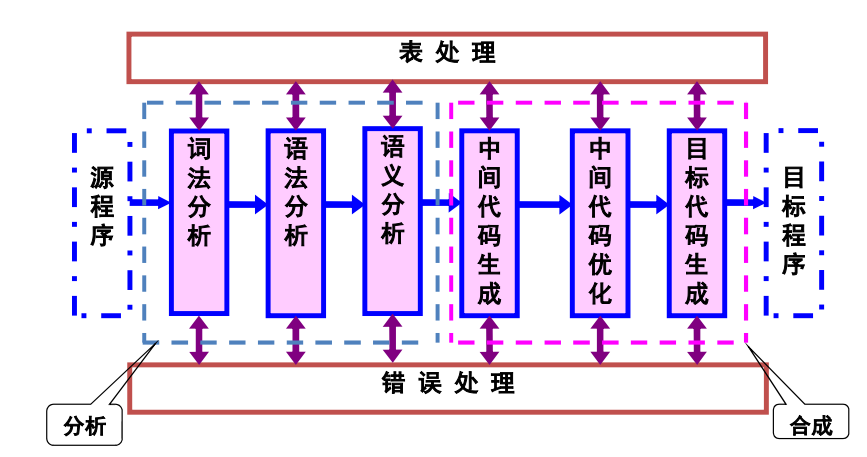 表处理
源程序
词法分析
语法分析
语义分析
中间代码生成
中间代码优化
目标代码生成
目标程序
错误处理
分析
合成